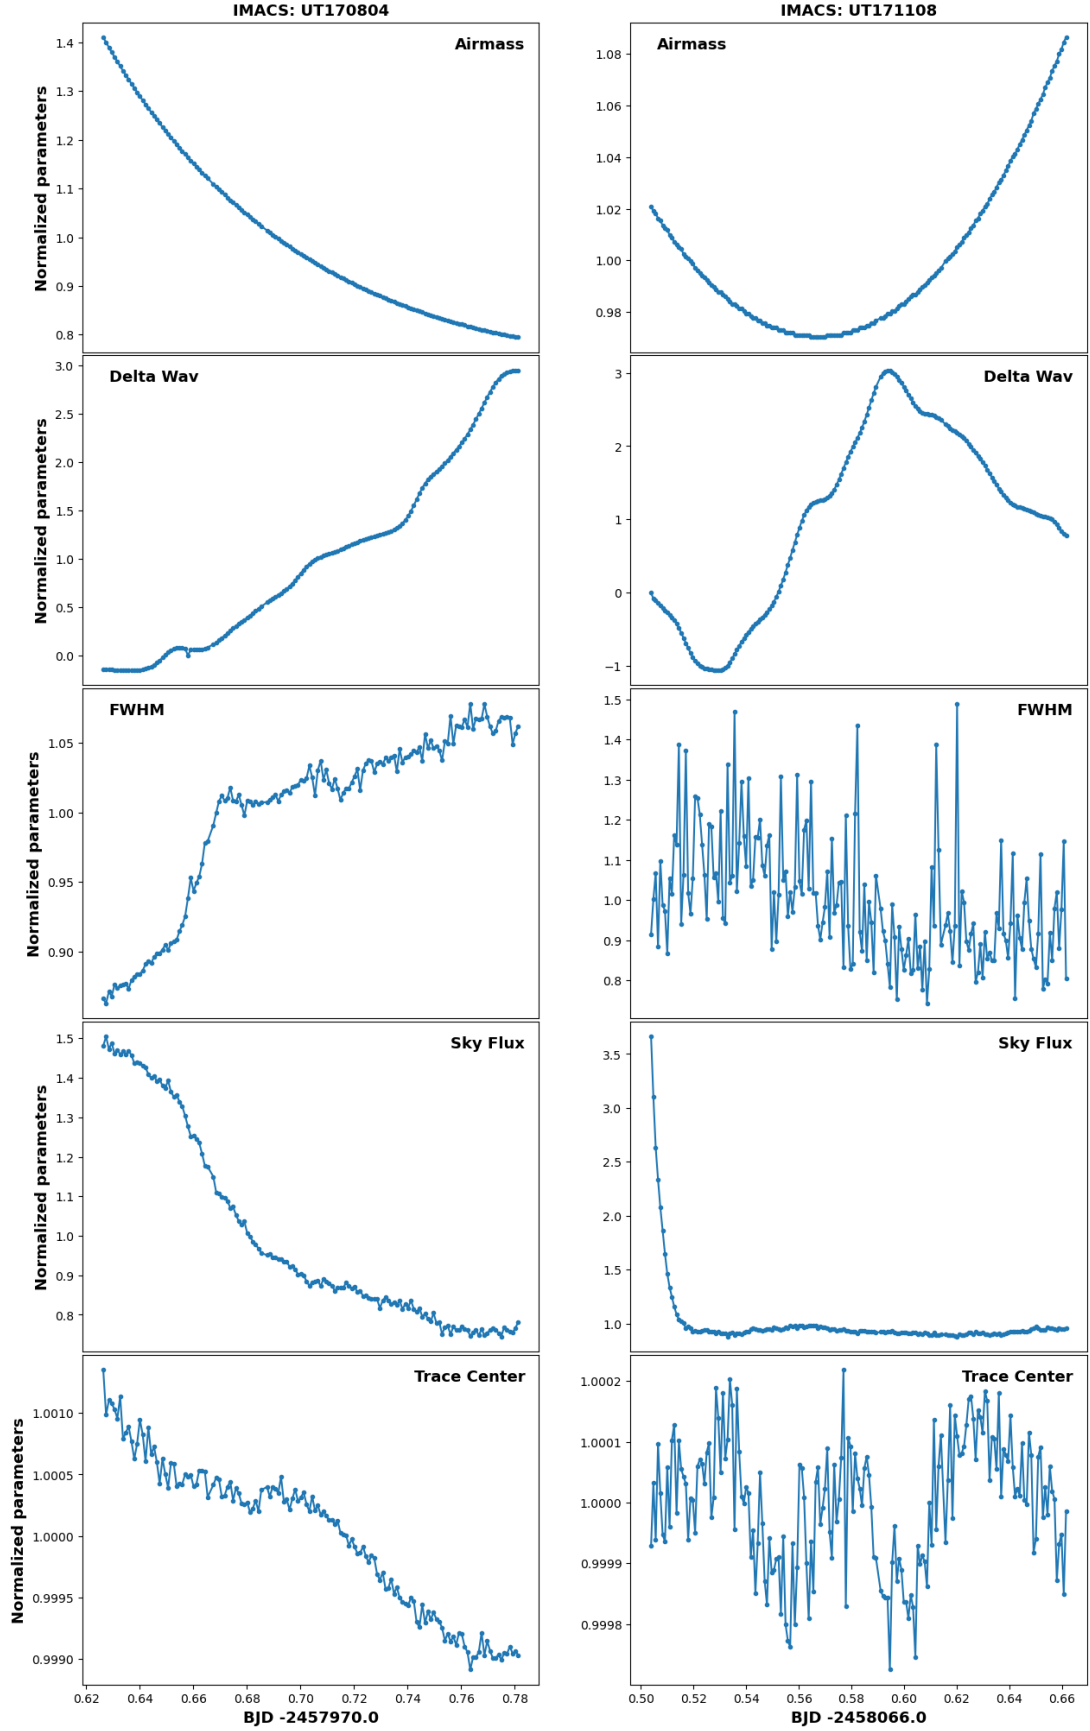 IMACS: UT170804
IMACS: UT171108
Airmass
1.4
1.3
1.2
1.1
1.0
0.9
0.8
Normalized parameters
Airmass
1.08
1.06
1.04
1.02
1.00
0.98
Delta Wav
3.0
2.5
2.0
1.5
1.0
0.5
0.0
Normalized parameters
Delta Wav
3
2
1
0
−1
FWHM
1.05
1.00
0.95
0.90
Normalized parameters
FWHM
1.5
1.4
1.3
1.2
1.1
1.0
0.9
0.8
Sky Flux
1.5
1.4
1.3
1.2
1.1
1.0
0.9
0.8
Normalized parameters
Sky Flux
3.5
3.0
2.5
2.0
1.5
1.0
Trace Center
1.0010
1.0005
1.0000
0.9995
0.9990
Normalized parameters
0.62 0.64 0.66 0.68 0.70 0.72 0.74 0.76 0.78
BJD -2457970.0
Trace Center
1.0002
1.0001
1.0000
0.9999
0.9998
0.50 0.52 0.54 0.56 0.58 0.60 0.62 0.64 0.66
BJD -2458066.0